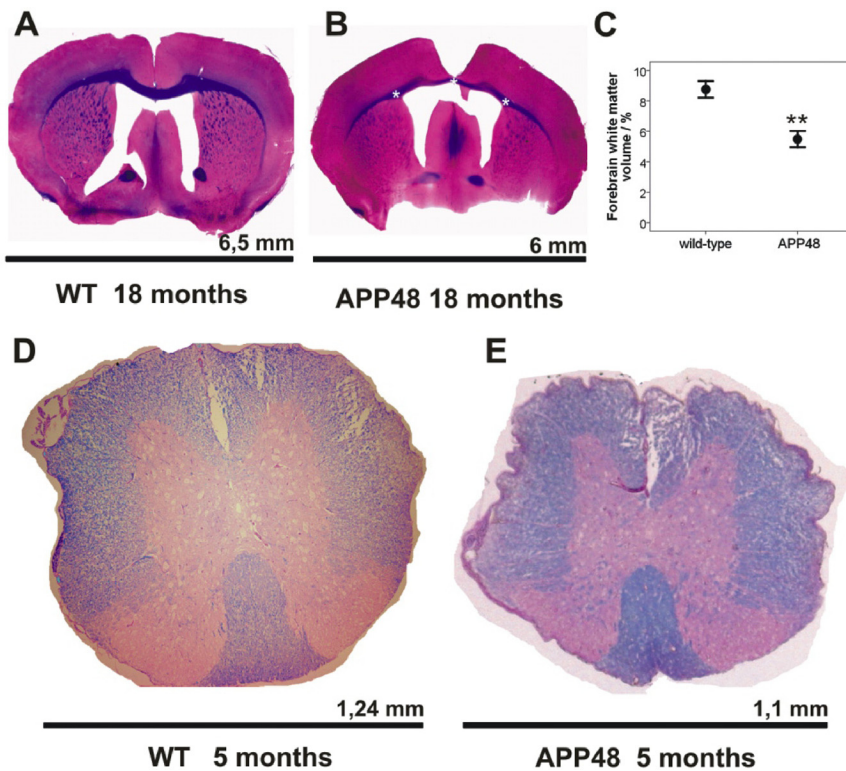 A
B
C
Forebrain white matter
volume / %
10
8
6
4
2
0
**
wild-type
APP48
*
*
*
6,5 mm
6 mm
WT 18 months
APP48 18 months
D
E
1,24 mm
1,1 mm
WT 5 months
APP48 5 months